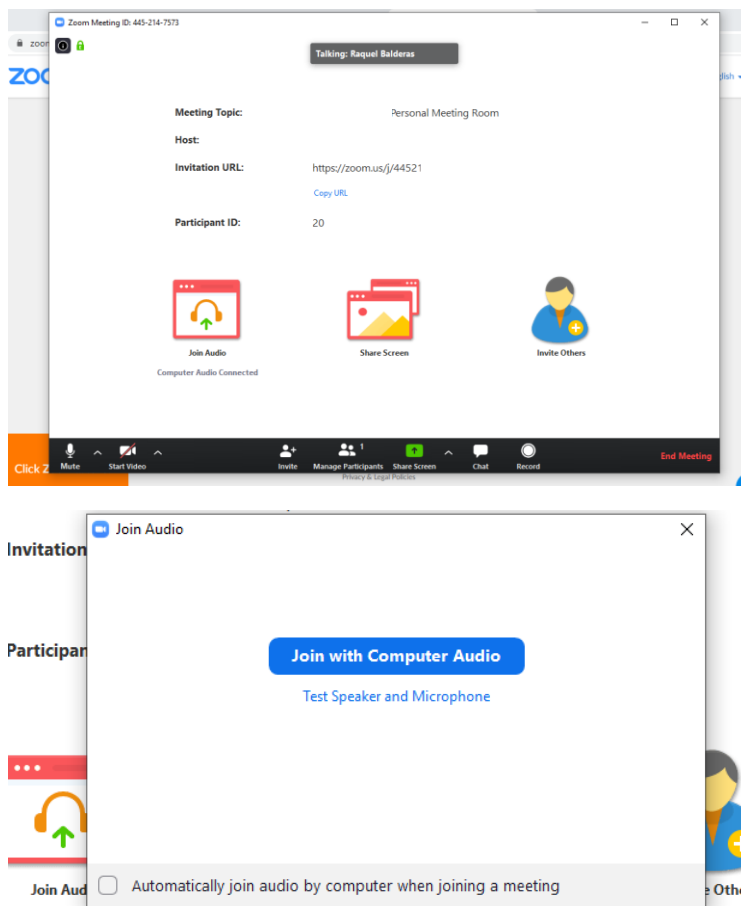 Zoom Meeting ID: 445-214-7573
zoor
Talking: Raquel Balderas
ZOO
glish
Meeting Topic: Personal Meeting Room
Host:
Invitation URL: https://zoom.us/j/44521
Copy URL
Participant ID: 20
Join Audio Share Screen Invite Others
Computer Audio Connected
Click Z
1
Mute Start Video Invite Manage Participants Share Screen Chat Record End Meeting
Privacy & Legal Policies
Join Audio
Invitation
Join with Computer Audio
Participan
Test Speaker and Microphone
Automatically join audio by computer when joining a meeting
Join Aud
e Othe